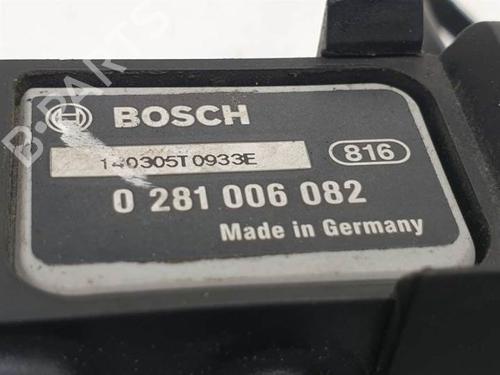 BOSCH
140305T0933E
816
0 281 006 082
Made in Germany
B-PARTS